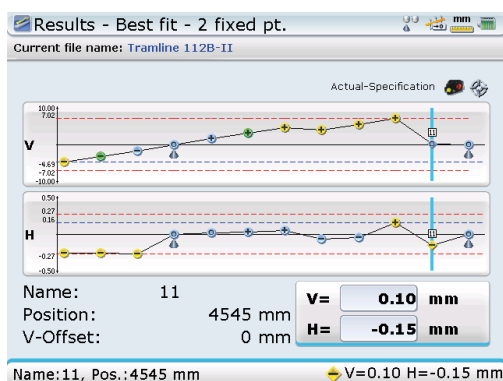 Results - Best fit - 2 fixed pt.
mm
Current file name: Tramline 112B-II
Actual-Specification
10.00
7.02
V
-4.69
-7.02
-10.00
11
0.50
0.27
0.16
H
-0.27
-0.50
11
Name: 11
Position: 4545 mm
V-Offset: 0 mm
V= 0.10 mm
H= -0.15 mm
Name:11, Pos.:4545 mm
V=0.10 H=-0.15 mm